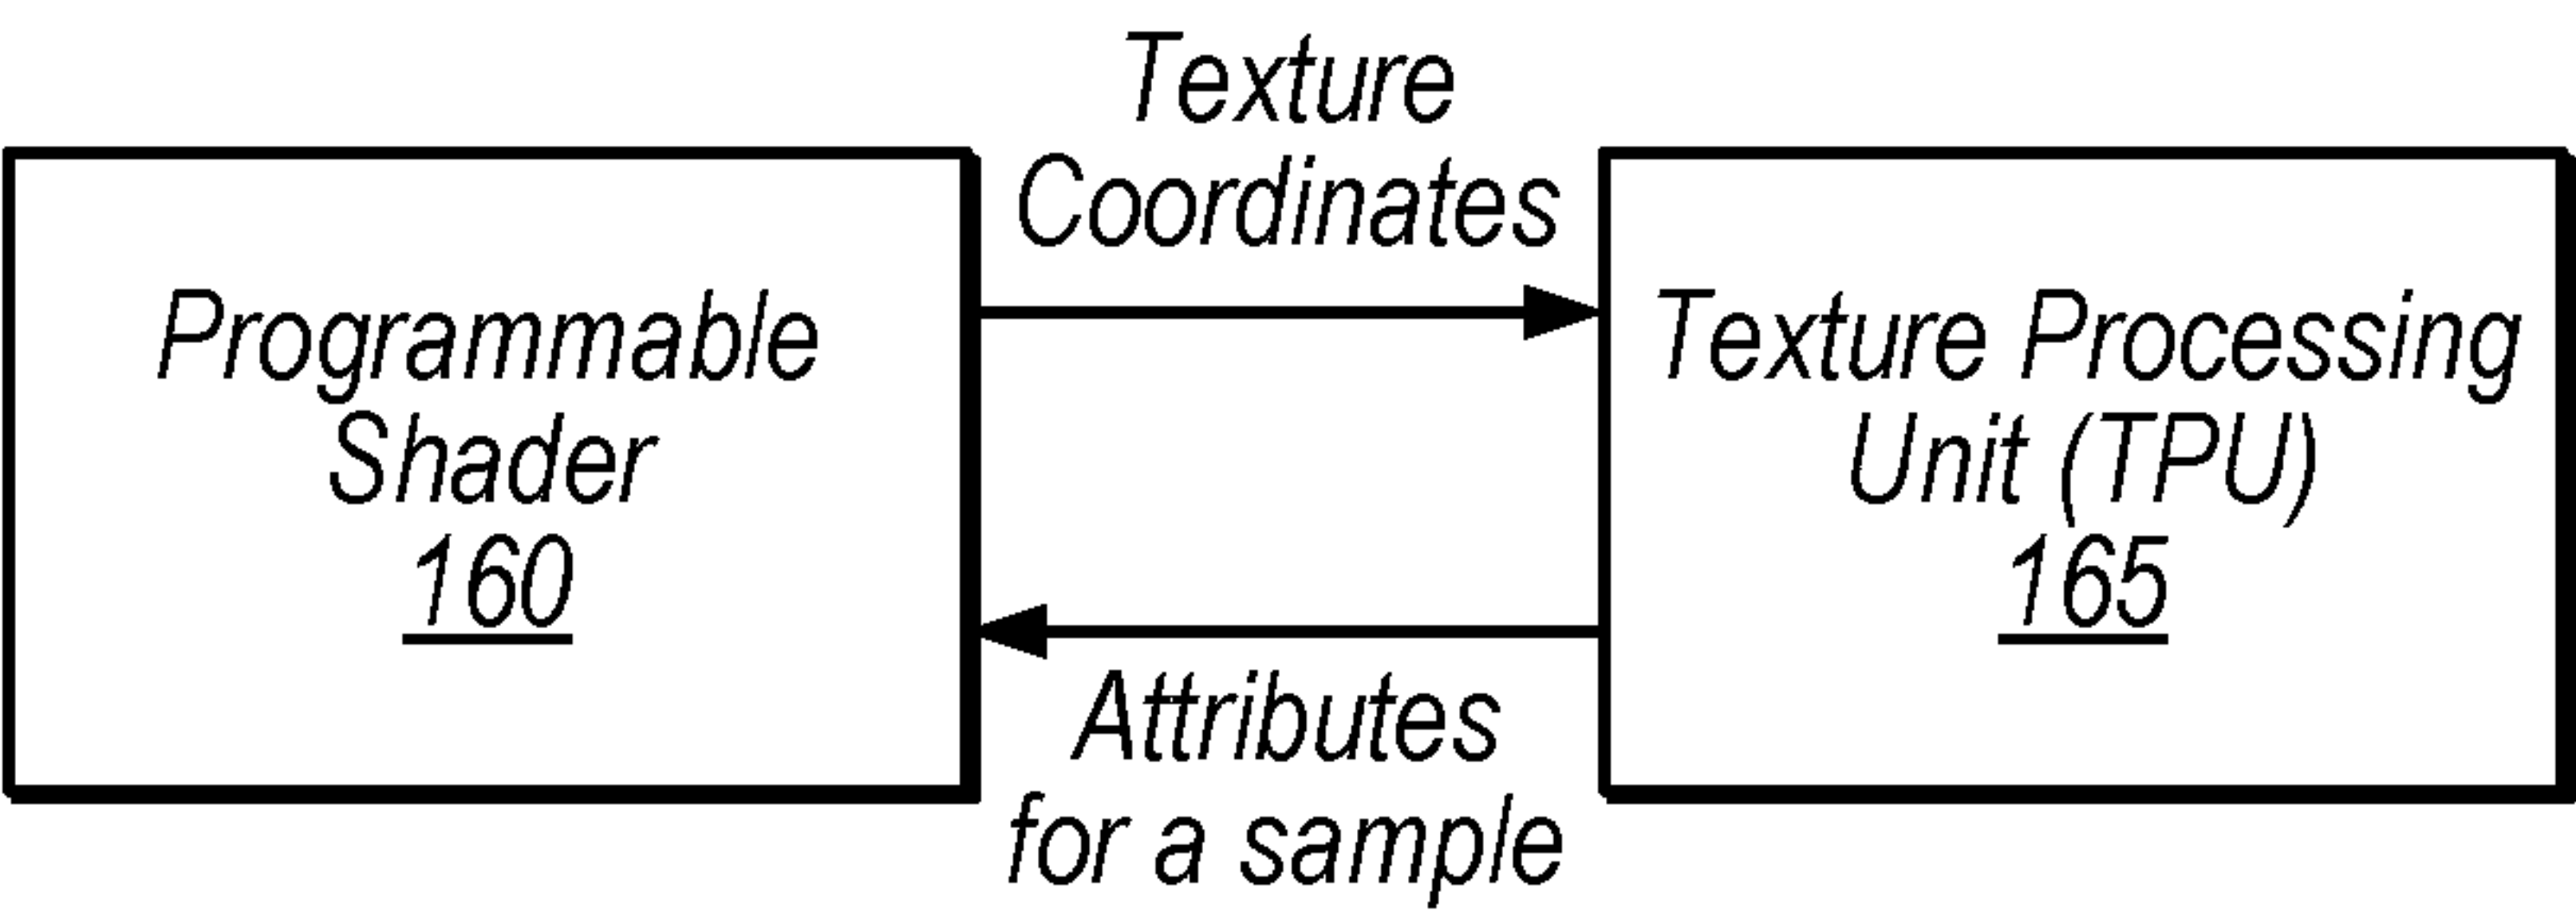 Texture
Coordinates
Programmable
Shader
160
Texture Processing
Unit (TPU)
165
Attributes
for a sample